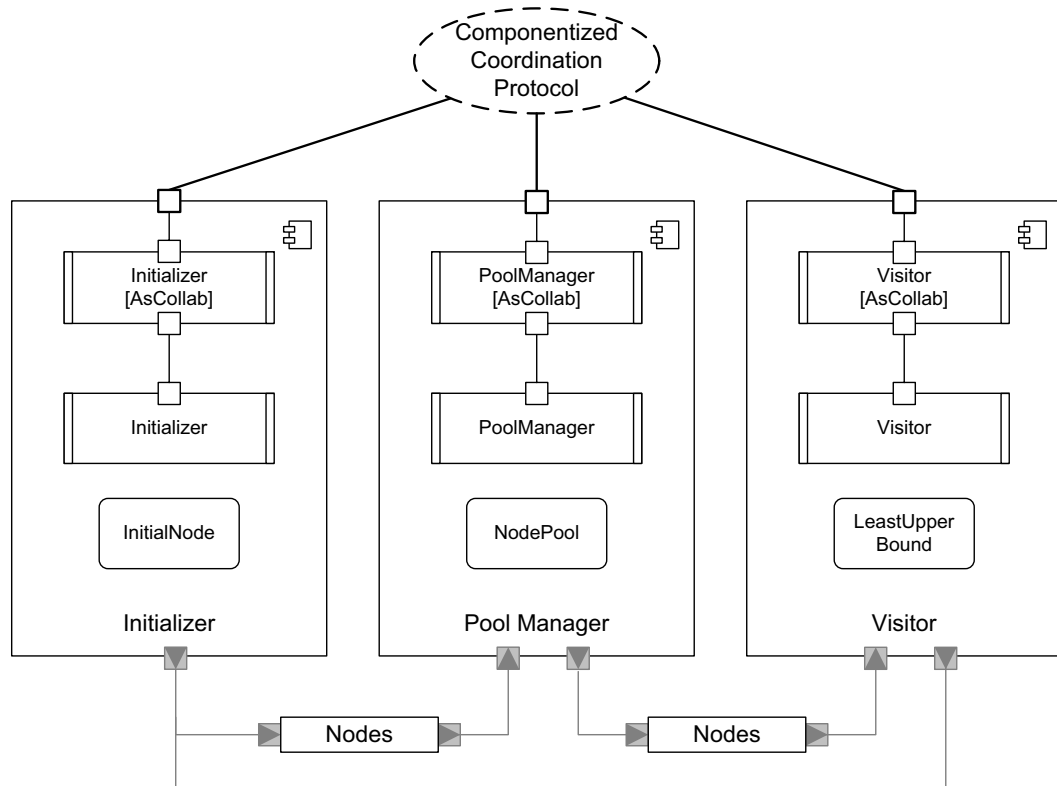 Componentized
Coordination
Protocol
Initializer
[AsCollab]
PoolManager
[AsCollab]
Visitor
[AsCollab]
Initializer
PoolManager
Visitor
InitialNode
NodePool
LeastUpper
Bound
Initializer
Pool Manager
Visitor
Nodes
Nodes